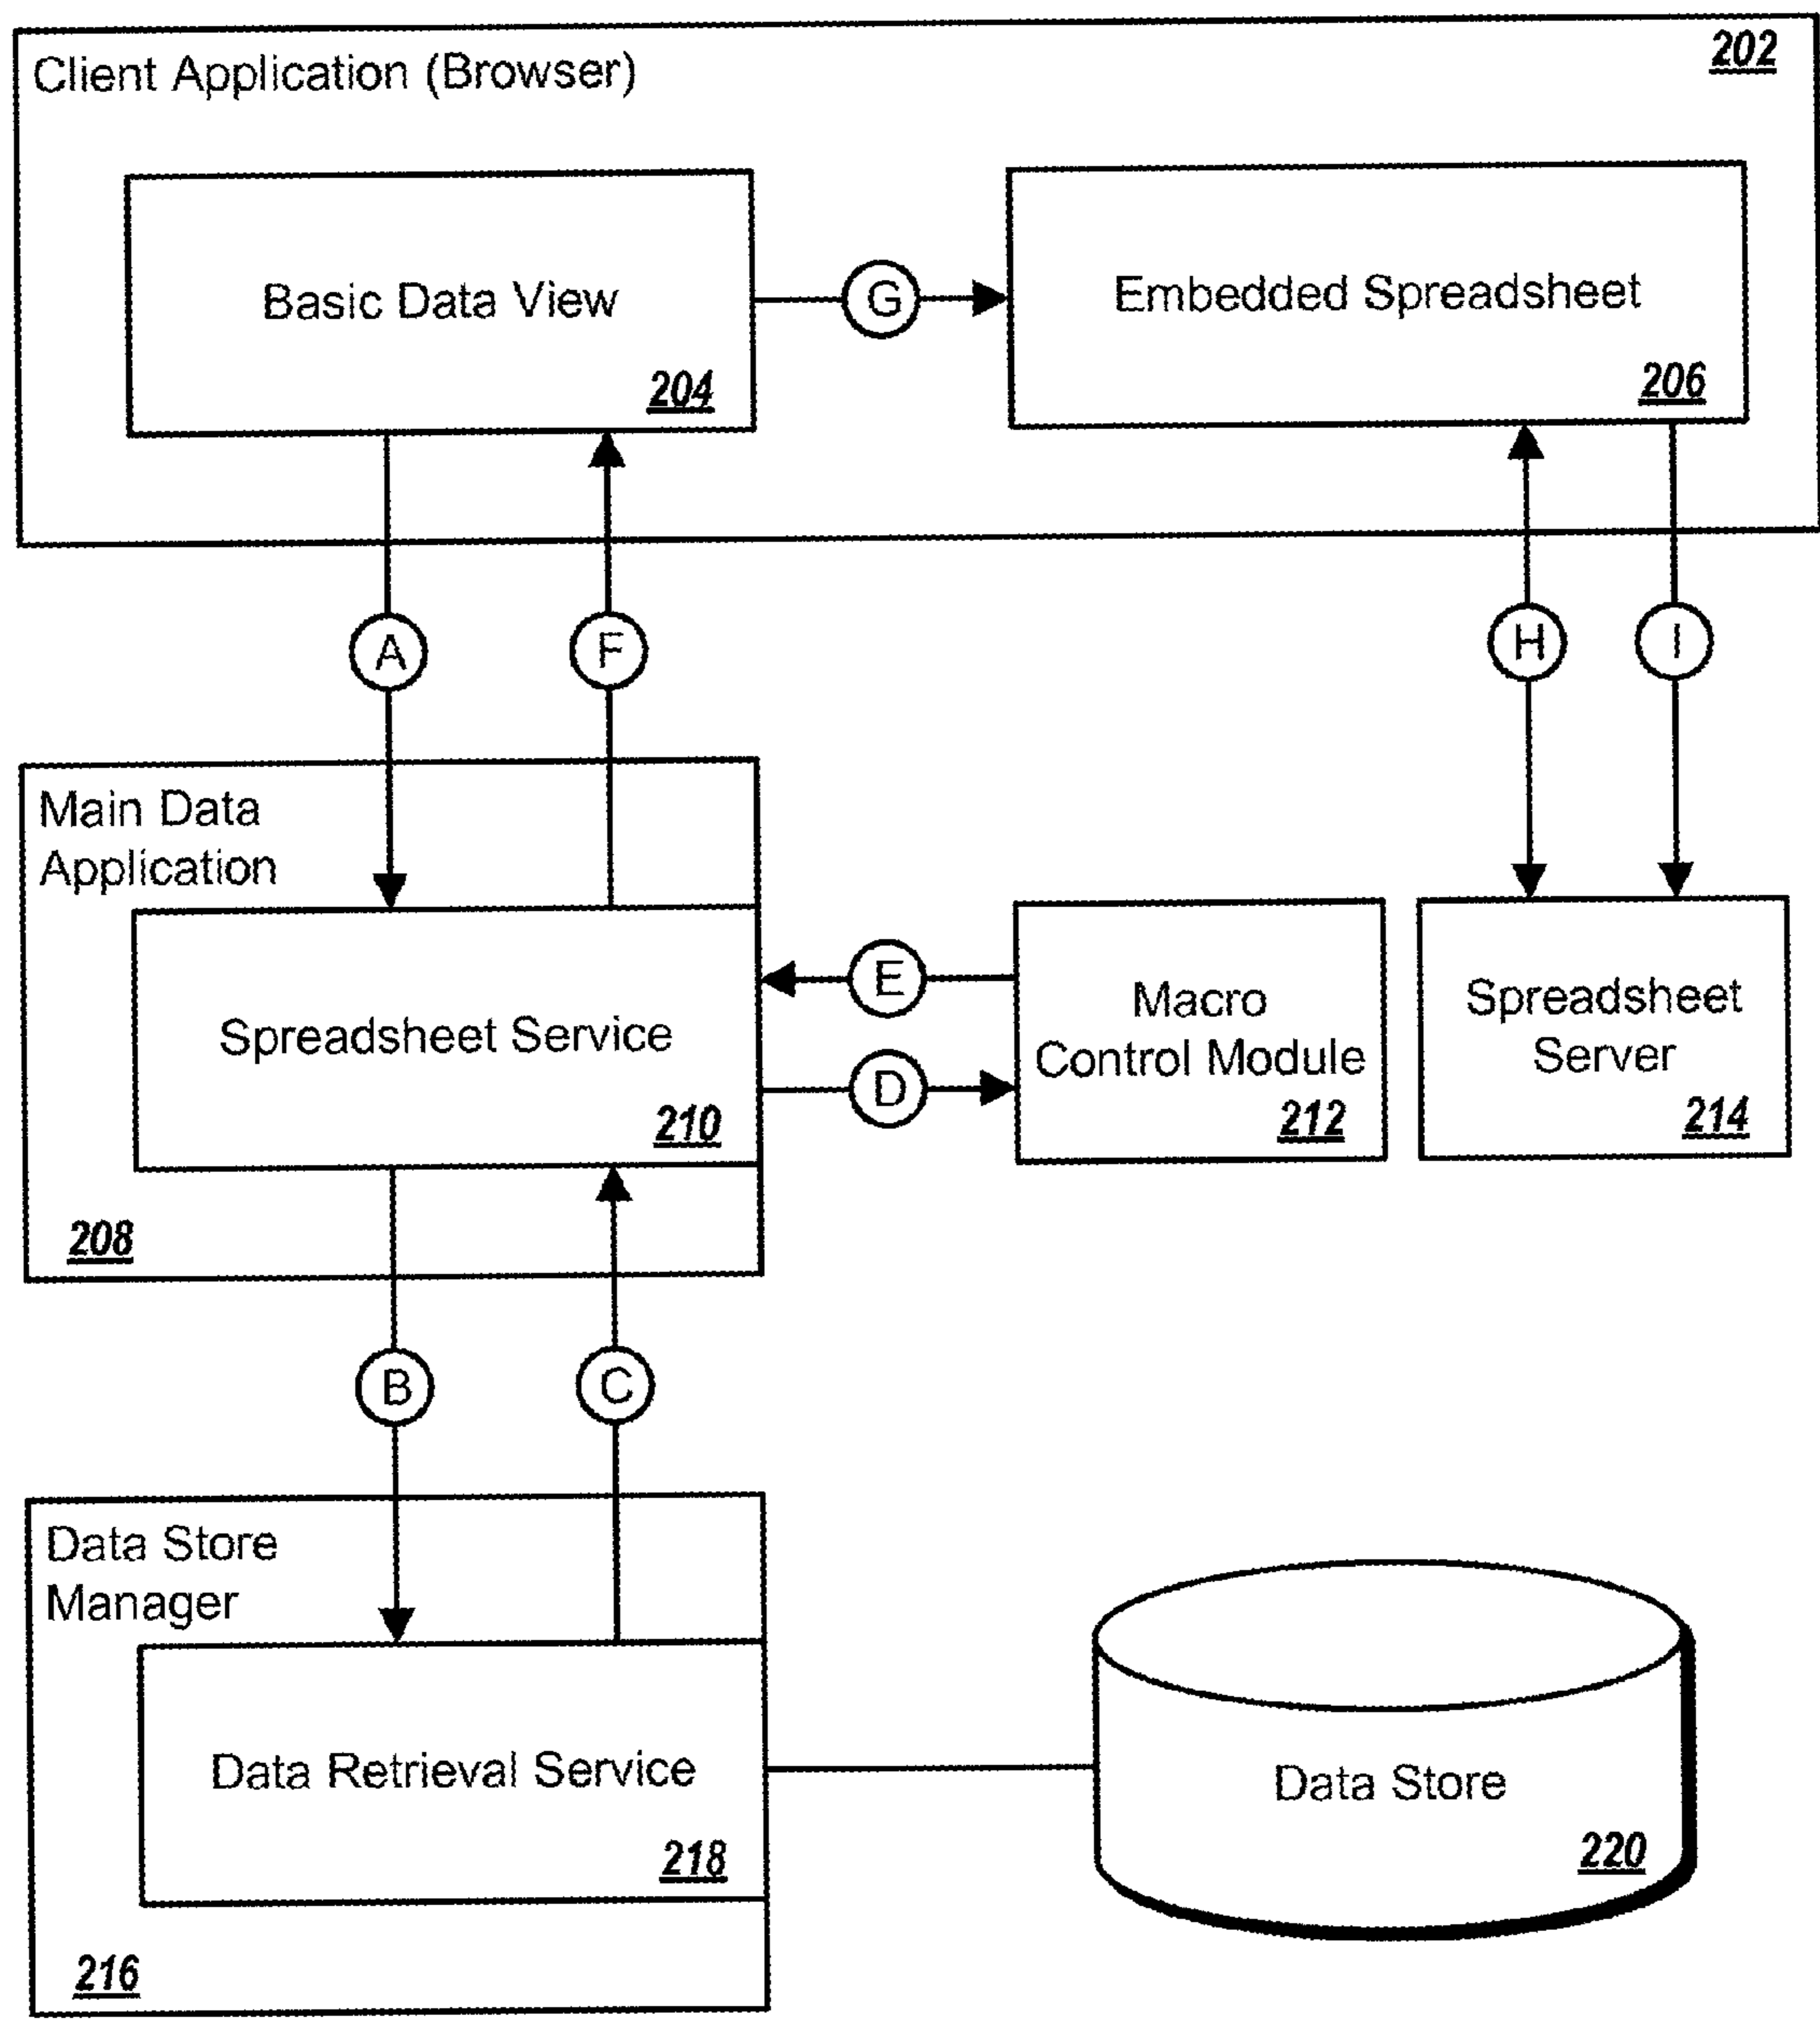 Client Application (Browser)
202
Basic Data View
204
G
Embedded Spreadsheet
206
A
F
H
I
Main Data
Application
Spreadsheet Service
210
208
E
D
Macro
Control Module
212
Spreadsheet
Server
214
B
C
Data Store
Manager
Data Retrieval Service
218
216
Data Store
220